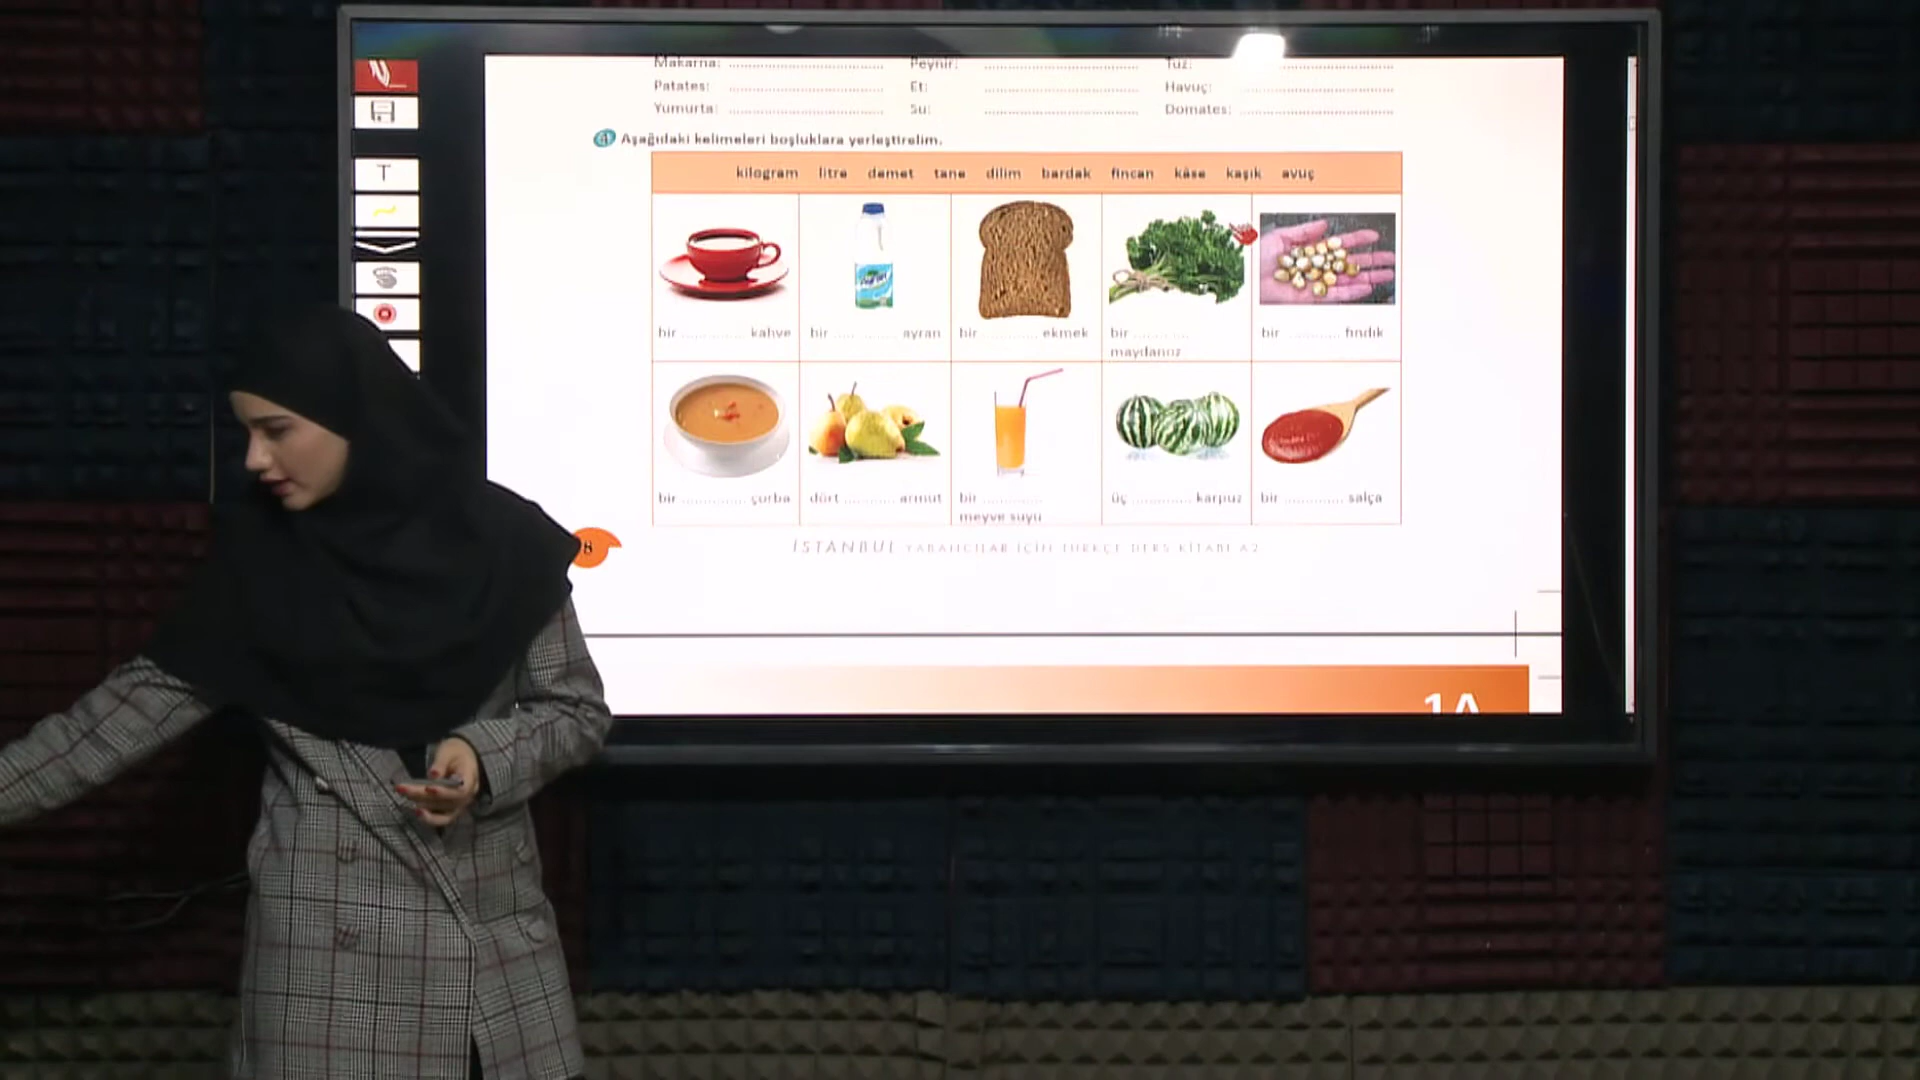 Makarna: Peynir: Tuz:
Patates: Et: Havuç:
Yumurta: Su: Domates:
Aşağıdaki kelimeleri boşluklara yerleştirelim.
kilogram litre demet tane dilim bardak fincan kâse kaşık avuç
bir ............ kahve
bir ............ ayran
bir ............ ekmek
bir ............
maydanoz
bir ............ fındık
bir ............ çorba
dört ............ armut
bir ............
meyve suyu
üç ............ karpuz
bir ............ salça
8
İSTANBUL YABANCILAR İÇİN TÜRKÇE DERS KİTABI A2
1A
T